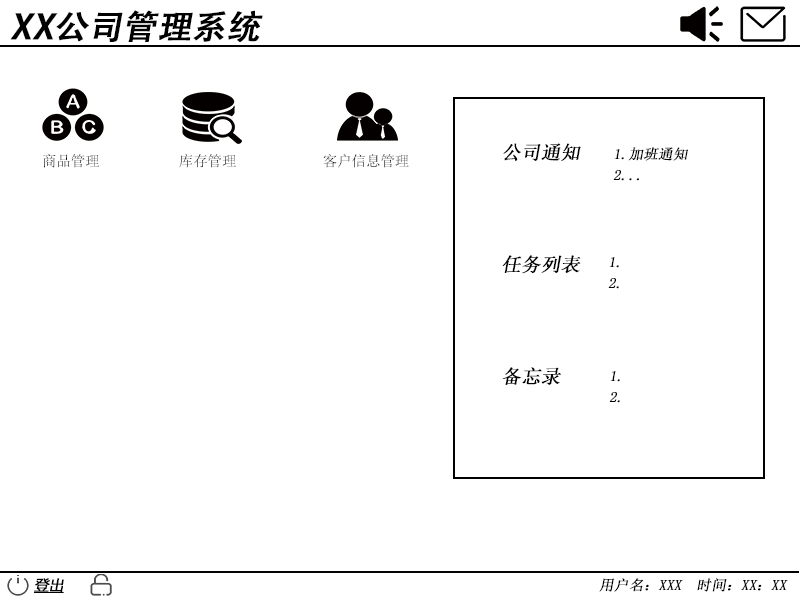 XX公司管理系统
A
B C
商品管理 库存管理 客户信息管理
公司通知 1. 加班通知
2. . .
任务列表 1.
2.
备忘录 1.
2.
登出 用户名：XXX 时间：XX：XX